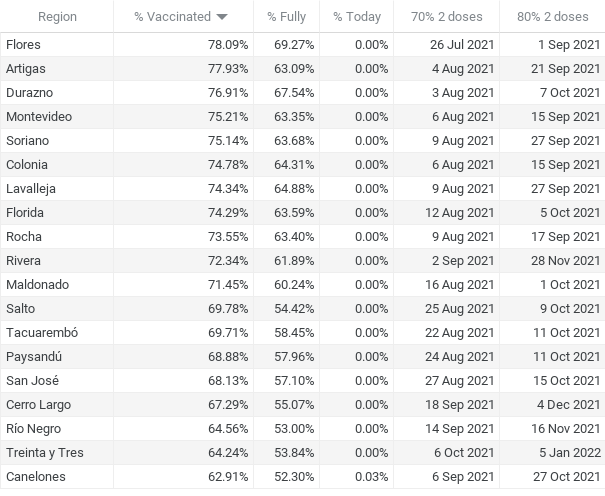 Region % Vaccinated % Fully % Today 70% 2 doses 80% 2 doses
Flores 78.09% 69.27% 0.00% 26 Jul 2021 1 Sep 2021
Artigas 77.93% 63.09% 0.00% 4 Aug 2021 21 Sep 2021
Durazno 76.91% 67.54% 0.00% 3 Aug 2021 7 Oct 2021
Montevideo 75.21% 63.35% 0.00% 6 Aug 2021 15 Sep 2021
Soriano 75.14% 63.68% 0.00% 9 Aug 2021 27 Sep 2021
Colonia 74.78% 64.31% 0.00% 6 Aug 2021 15 Sep 2021
Lavalleja 74.34% 64.88% 0.00% 9 Aug 2021 27 Sep 2021
Florida 74.29% 63.59% 0.00% 12 Aug 2021 5 Oct 2021
Rocha 73.55% 63.40% 0.00% 9 Aug 2021 17 Sep 2021
Rivera 72.34% 61.89% 0.00% 2 Sep 2021 28 Nov 2021
Maldonado 71.45% 60.24% 0.00% 16 Aug 2021 1 Oct 2021
Salto 69.78% 54.42% 0.00% 25 Aug 2021 9 Oct 2021
Tacuarembó 69.71% 58.45% 0.00% 22 Aug 2021 11 Oct 2021
Paysandú 68.88% 57.96% 0.00% 24 Aug 2021 11 Oct 2021
San José 68.13% 57.10% 0.00% 27 Aug 2021 15 Oct 2021
Cerro Largo 67.29% 55.07% 0.00% 18 Sep 2021 4 Dec 2021
Río Negro 64.56% 53.00% 0.00% 14 Sep 2021 16 Nov 2021
Treinta y Tres 64.24% 53.84% 0.00% 6 Oct 2021 5 Jan 2022
Canelones 62.91% 52.30% 0.03% 6 Sep 2021 27 Oct 2021